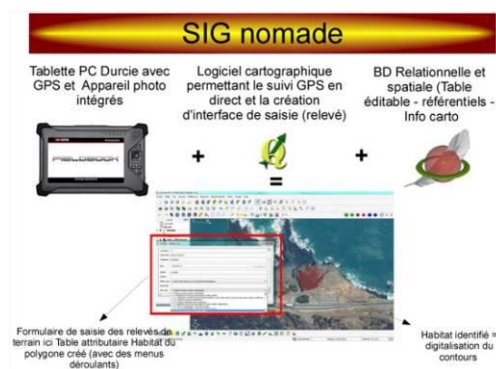 SIG nomade
Tablette PC Durcie avec
GPS et Appareil photo
intégrés
Logiciel cartographique
permettant le suivi GPS en
direct et la création
d'interface de saisie (relevé)
BD Relationnelle et
spatiale (Table
éditable - référentiels -
Info carto
FIELDBOOK
+
+
=
Formulaire de saisie des relevés de
terrain ici Table attributaire Habitat du
polygone créé (avec des menus
déroulants)
Habitat identifié =
digitalisation du
contours